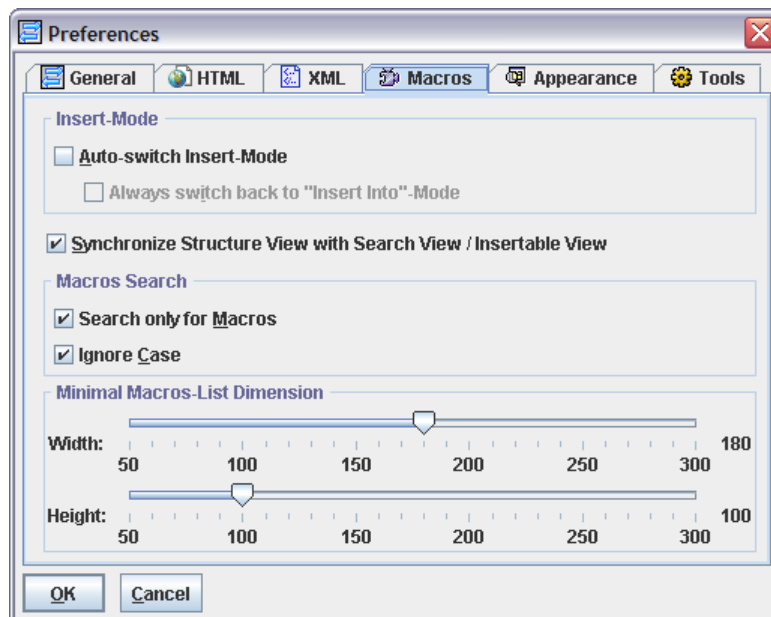 Preferences
General HTML XML Macros Appearance Tools
Insert-Mode
Auto-switch Insert-Mode
Always switch back to "Insert Into"-Mode
Synchronize Structure View with Search View / Insertable View
Macros Search
Search only for Macros
Ignore Case
Minimal Macros-List Dimension
Width: 180
50 100 150 200 250 300
Height: 100
50 100 150 200 250 300
OK Cancel